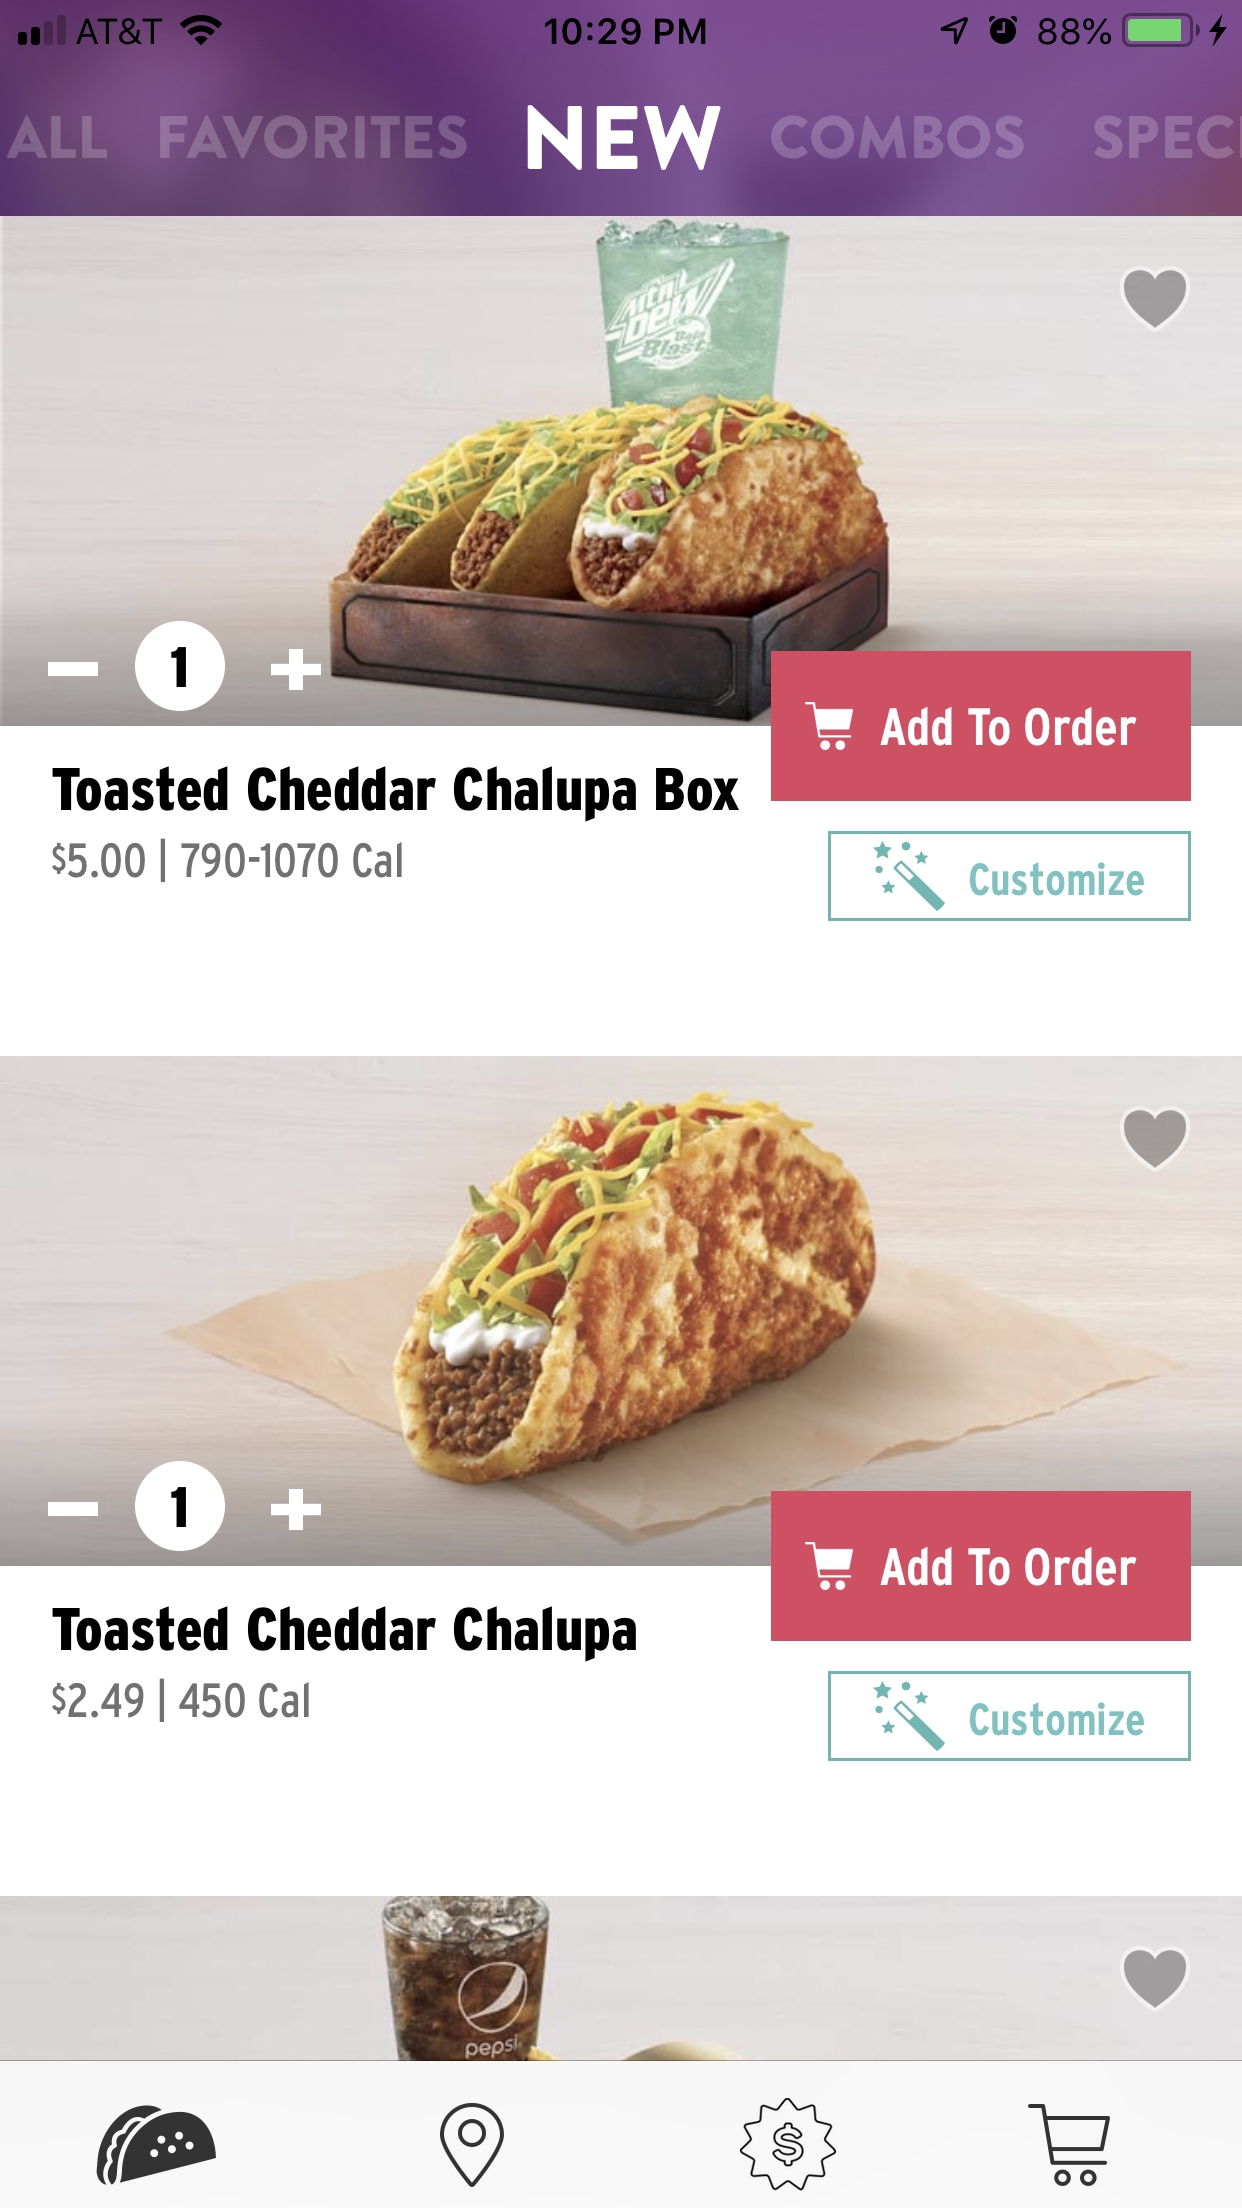 AT&T 10:29 PM 88%
ALL FAVORITES NEW COMBOS SPECI
Mtn
Dew
Baja
Blast
1
Add To Order
Toasted Cheddar Chalupa Box
$5.00 | 790-1070 Cal
Customize
1
Add To Order
Toasted Cheddar Chalupa
$2.49 | 450 Cal
Customize
pepsi
$